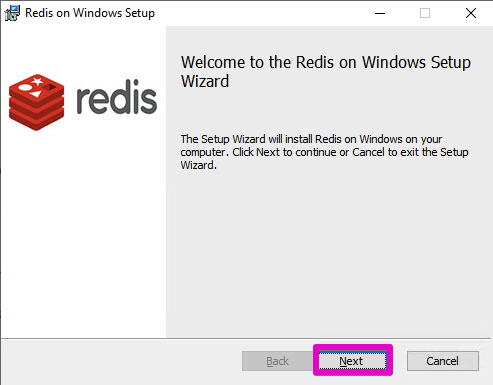 Redis on Windows Setup
redis
Welcome to the Redis on Windows Setup
Wizard
The Setup Wizard will install Redis on Windows on your
computer. Click Next to continue or Cancel to exit the Setup
Wizard.
Back Next Cancel